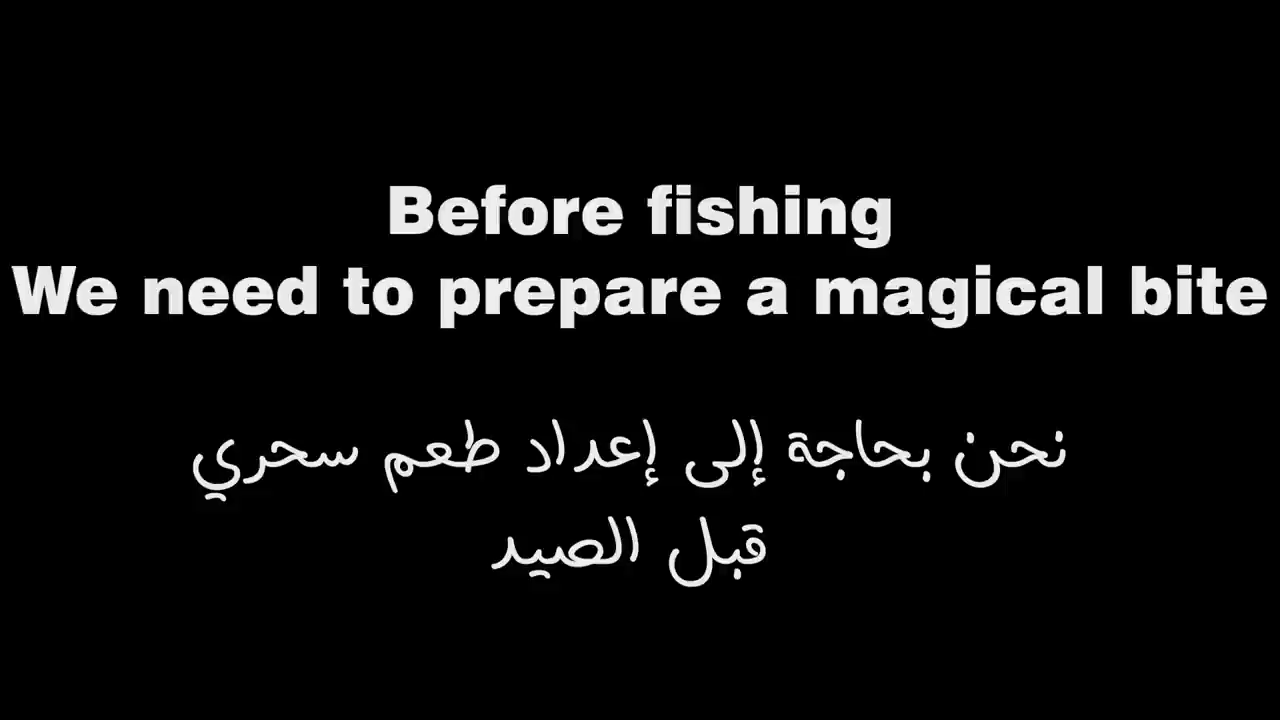 Before fishing
We need to prepare a magical bite
نحن بحاجة إلى إعداد طعم سحري
قبل الصيد